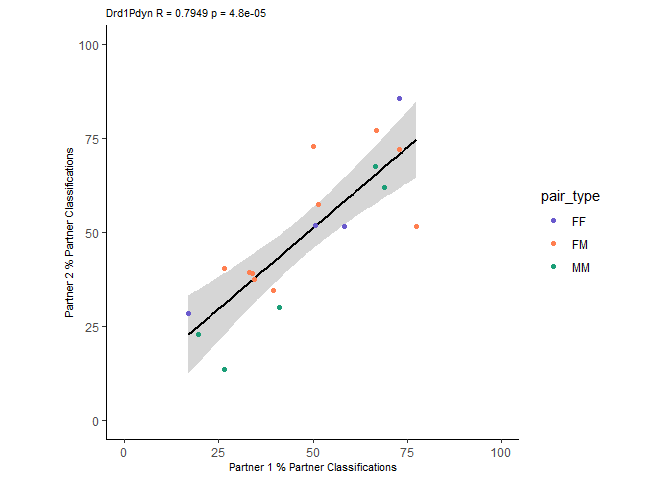 Drd1Pdyn R = 0.7949 p = 4.8e-05
100
75
50
25
0
Partner 2 % Partner Classifications
0 25 50 75 100
Partner 1 % Partner Classifications
pair_type
FF
FM
MM